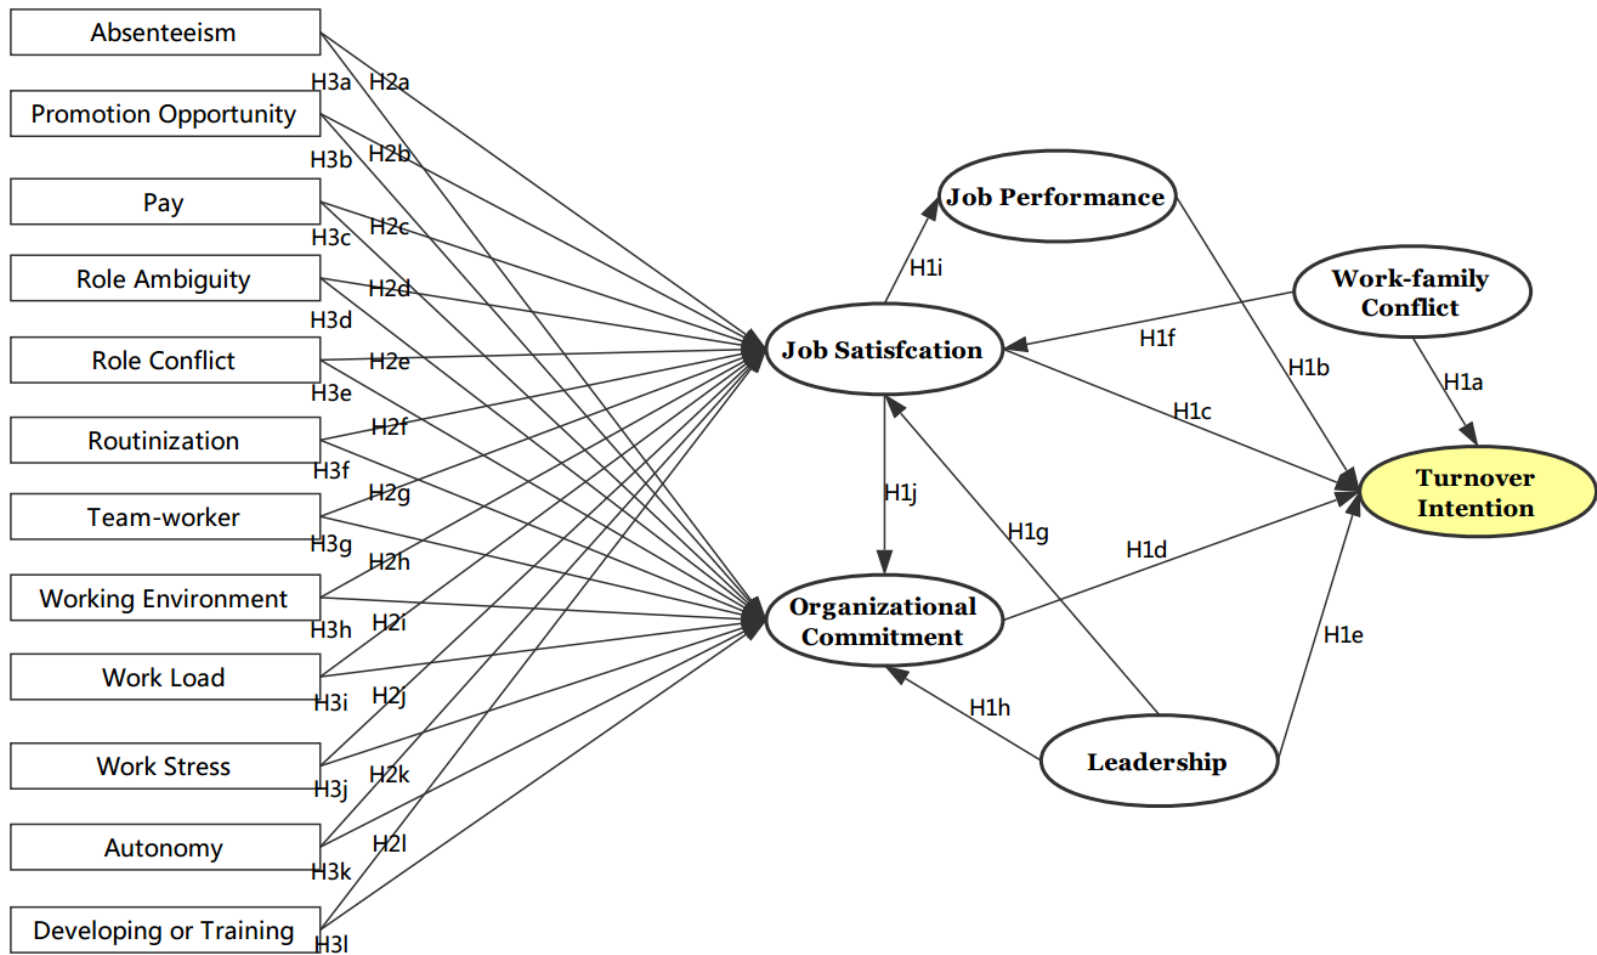 Absenteeism
H3a
H2a
Promotion Opportunity
H3b
H2b
Pay
H3c
H2c
Role Ambiguity
H2d
H3d
Role Conflict
H2e
H3e
Routinization
H2f
H3f
Team-worker
H2g
H3g
Working Environment
H2h
H3h
H2i
Work Load
H3i
H2j
Work Stress
H3j
H2k
Autonomy
H3k
H2l
Developing or Training
H3l
Job Performance
H1i
Work-family
Conflict
H1f
H1b
H1a
Job Satisfcation
H1c
H1j
H1g
Turnover
Intention
H1d
Organizational
Commitment
H1h
H1e
Leadership